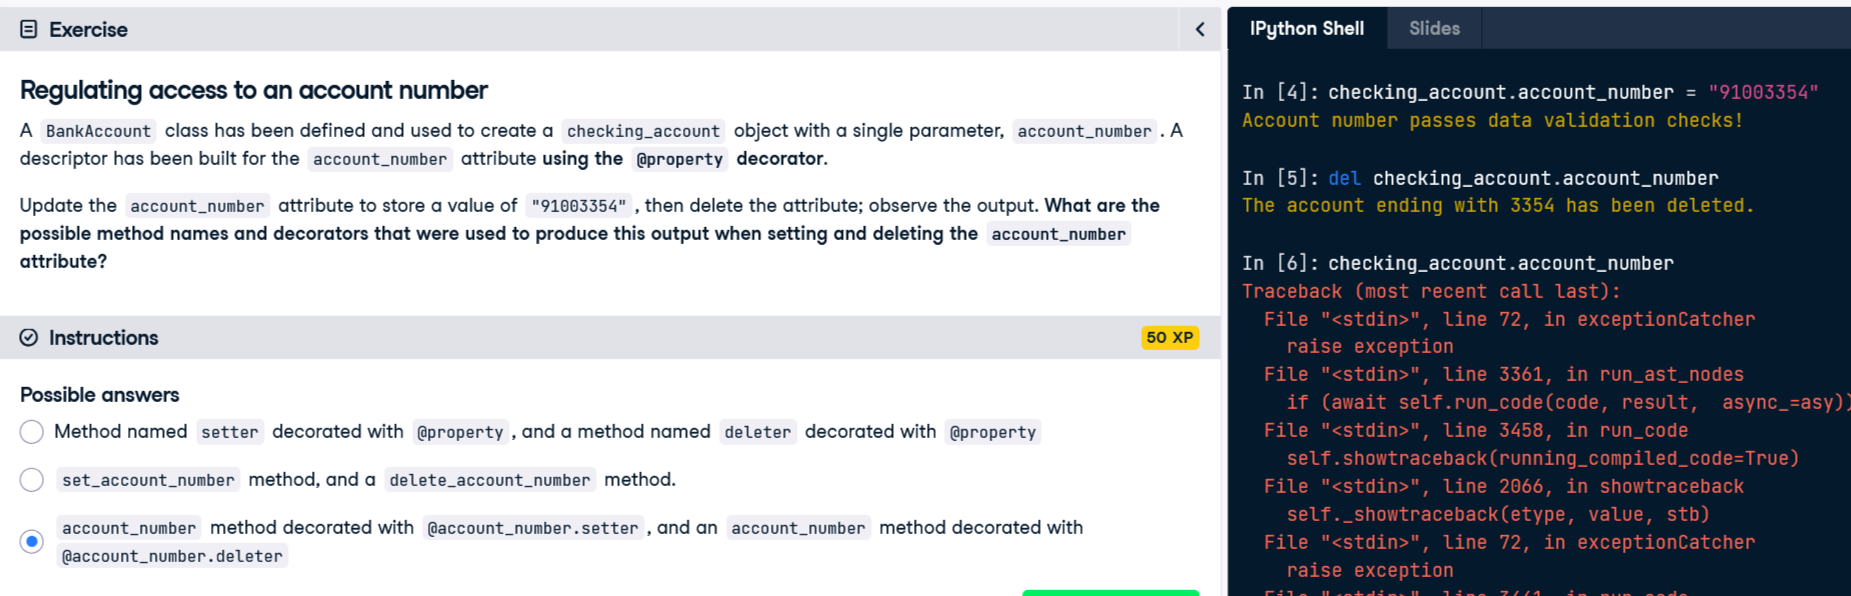 Exercise
Regulating access to an account number
A BankAccount class has been defined and used to create a checking_account object with a single parameter, account_number. A
descriptor has been built for the account_number attribute using the @property decorator.
Update the account_number attribute to store a value of "91003354", then delete the attribute; observe the output. What are the
possible method names and decorators that were used to produce this output when setting and deleting the account_number
attribute?
Instructions
50 XP
Possible answers
Method named setter decorated with @property, and a method named deleter decorated with @property
set_account_number method, and a delete_account_number method.
account_number method decorated with @account_number.setter, and an account_number method decorated with
@account_number.deleter
IPython Shell
Slides
In [4]: checking_account.account_number = "91003354"
Account number passes data validation checks!
In [5]: del checking_account.account_number
The account ending with 3354 has been deleted.
In [6]: checking_account.account_number
Traceback (most recent call last):
File "<stdin>", line 72, in exceptionCatcher
raise exception
File "<stdin>", line 3361, in run_ast_nodes
if (await self.run_code(code, result, async_=asy))
File "<stdin>", line 3458, in run_code
self.showtraceback(running_compiled_code=True)
File "<stdin>", line 2066, in showtraceback
self._showtraceback(etype, value, stb)
File "<stdin>", line 72, in exceptionCatcher
raise exception